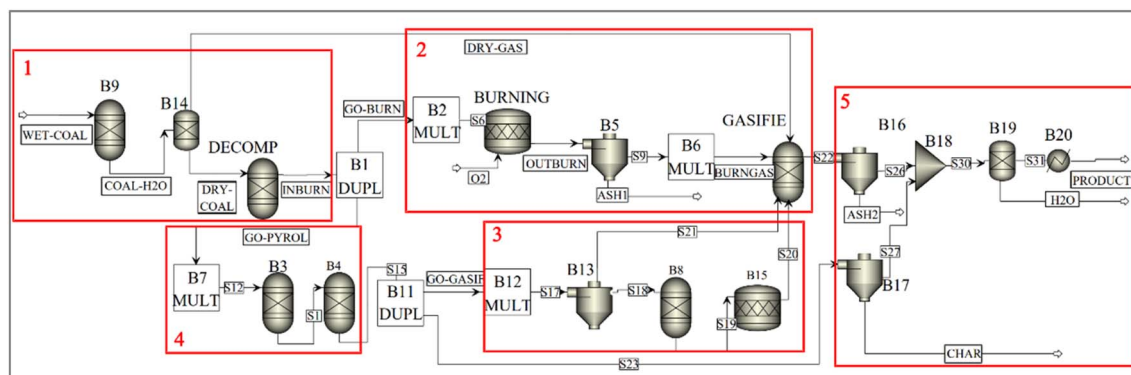 1
B9
WET-COAL
COAL-H2O
B14
DECOMP
DRY-
COAL
INBURN
B1
DUPL
GO-BURN
2
DRY-GAS
B2
MULT
S6
BURNING
O2
OUTBURN
B5
S9
ASH1
B6
MULT
BURNGAS
GASIFIE
S22
3
GO-GASIF
B12
MULT
S17
B13
S18
S21
B8
S19
B15
S20
4
GO-PYROL
B7
MULT
S12
B3
S1
B4
S15
B11
DUPL
S23
5
B16
S26
ASH2
B18
S30
B19
S31
B20
PRODUCT
H2O
S27
B17
CHAR